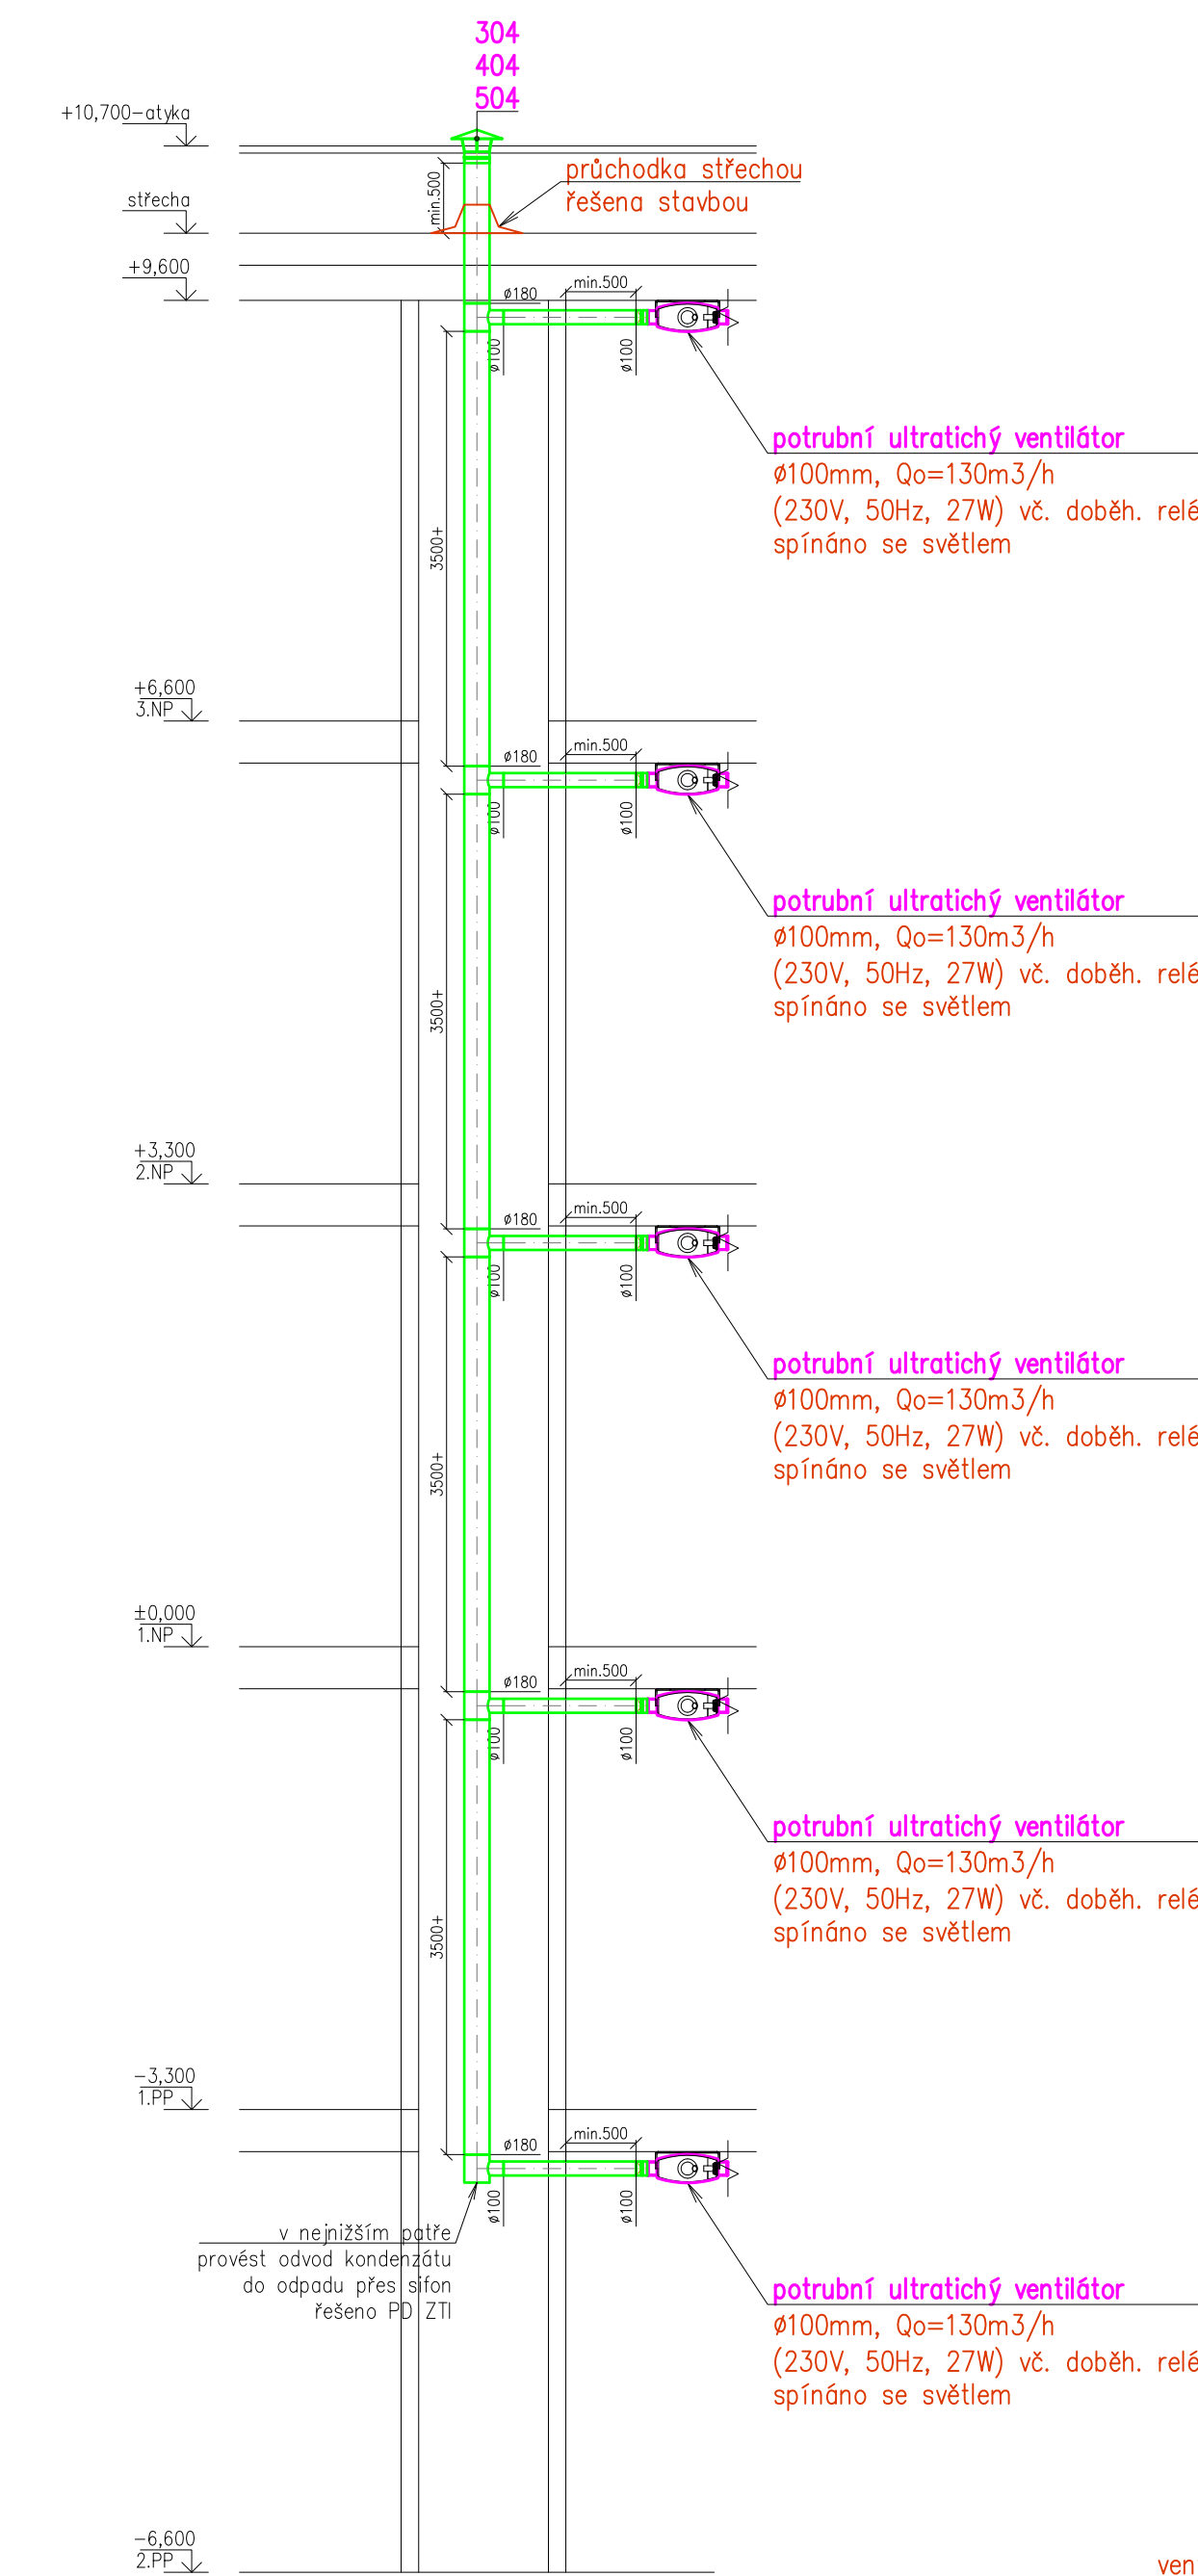 304
404
504
+10,700-atyka
min.500
průchodka střechou
řešena stavbou
střecha
+9,600
ø180
min.500
ø100
ø100
potrubní ultratichý ventilátor
ø100mm, Qo=130m3/h
(230V, 50Hz, 27W) vč. doběh. relé
spínáno se světlem
3500+
+6,600
3.NP
ø180
min.500
ø100
ø100
potrubní ultratichý ventilátor
ø100mm, Qo=130m3/h
(230V, 50Hz, 27W) vč. doběh. relé
spínáno se světlem
3500+
+3,300
2.NP
ø180
min.500
ø100
ø100
potrubní ultratichý ventilátor
ø100mm, Qo=130m3/h
(230V, 50Hz, 27W) vč. doběh. relé
spínáno se světlem
3500+
±0,000
1.NP
ø180
min.500
ø100
ø100
potrubní ultratichý ventilátor
ø100mm, Qo=130m3/h
(230V, 50Hz, 27W) vč. doběh. relé
spínáno se světlem
3500+
-3,300
1.PP
ø180
min.500
ø100
ø100
v nejnižším patře
provést odvod kondenzátu
do odpadu přes sifon
řešeno PD ZTI
potrubní ultratichý ventilátor
ø100mm, Qo=130m3/h
(230V, 50Hz, 27W) vč. doběh. relé
spínáno se světlem
-6,600
2.PP
ven